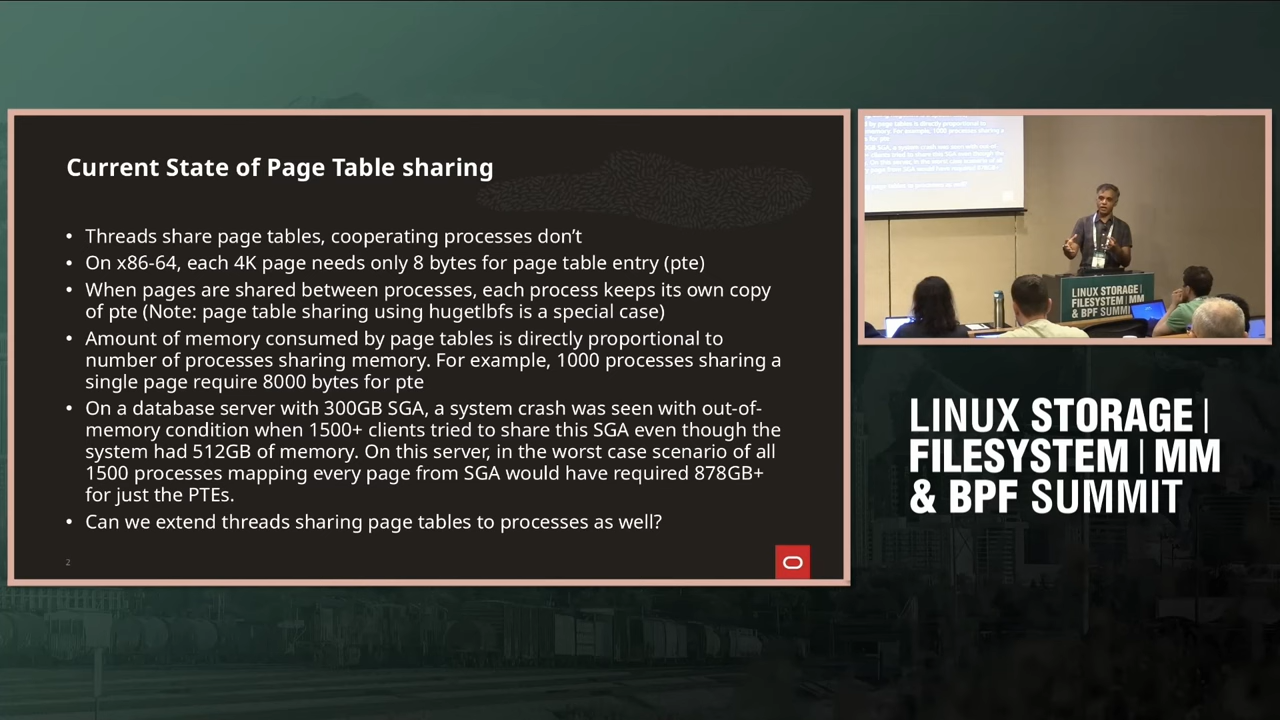 Current State of Page Table sharing
• Threads share page tables, cooperating processes don’t
• On x86-64, each 4K page needs only 8 bytes for page table entry (pte)
• When pages are shared between processes, each process keeps its own copy
of pte (Note: page table sharing using hugetlbfs is a special case)
• Amount of memory consumed by page tables is directly proportional to
number of processes sharing memory. For example, 1000 processes sharing a
single page require 8000 bytes for pte
• On a database server with 300GB SGA, a system crash was seen with out-of-
memory condition when 1500+ clients tried to share this SGA even though the
system had 512GB of memory. On this server, in the worst case scenario of all
1500 processes mapping every page from SGA would have required 878GB+
for just the PTEs.
• Can we extend threads sharing page tables to processes as well?
2
LINUX STORAGE |
FILESYSTEM | MM
& BPF SUMMIT
LINUX STORAGE |
FILESYSTEM | MM
& BPF SUMMIT